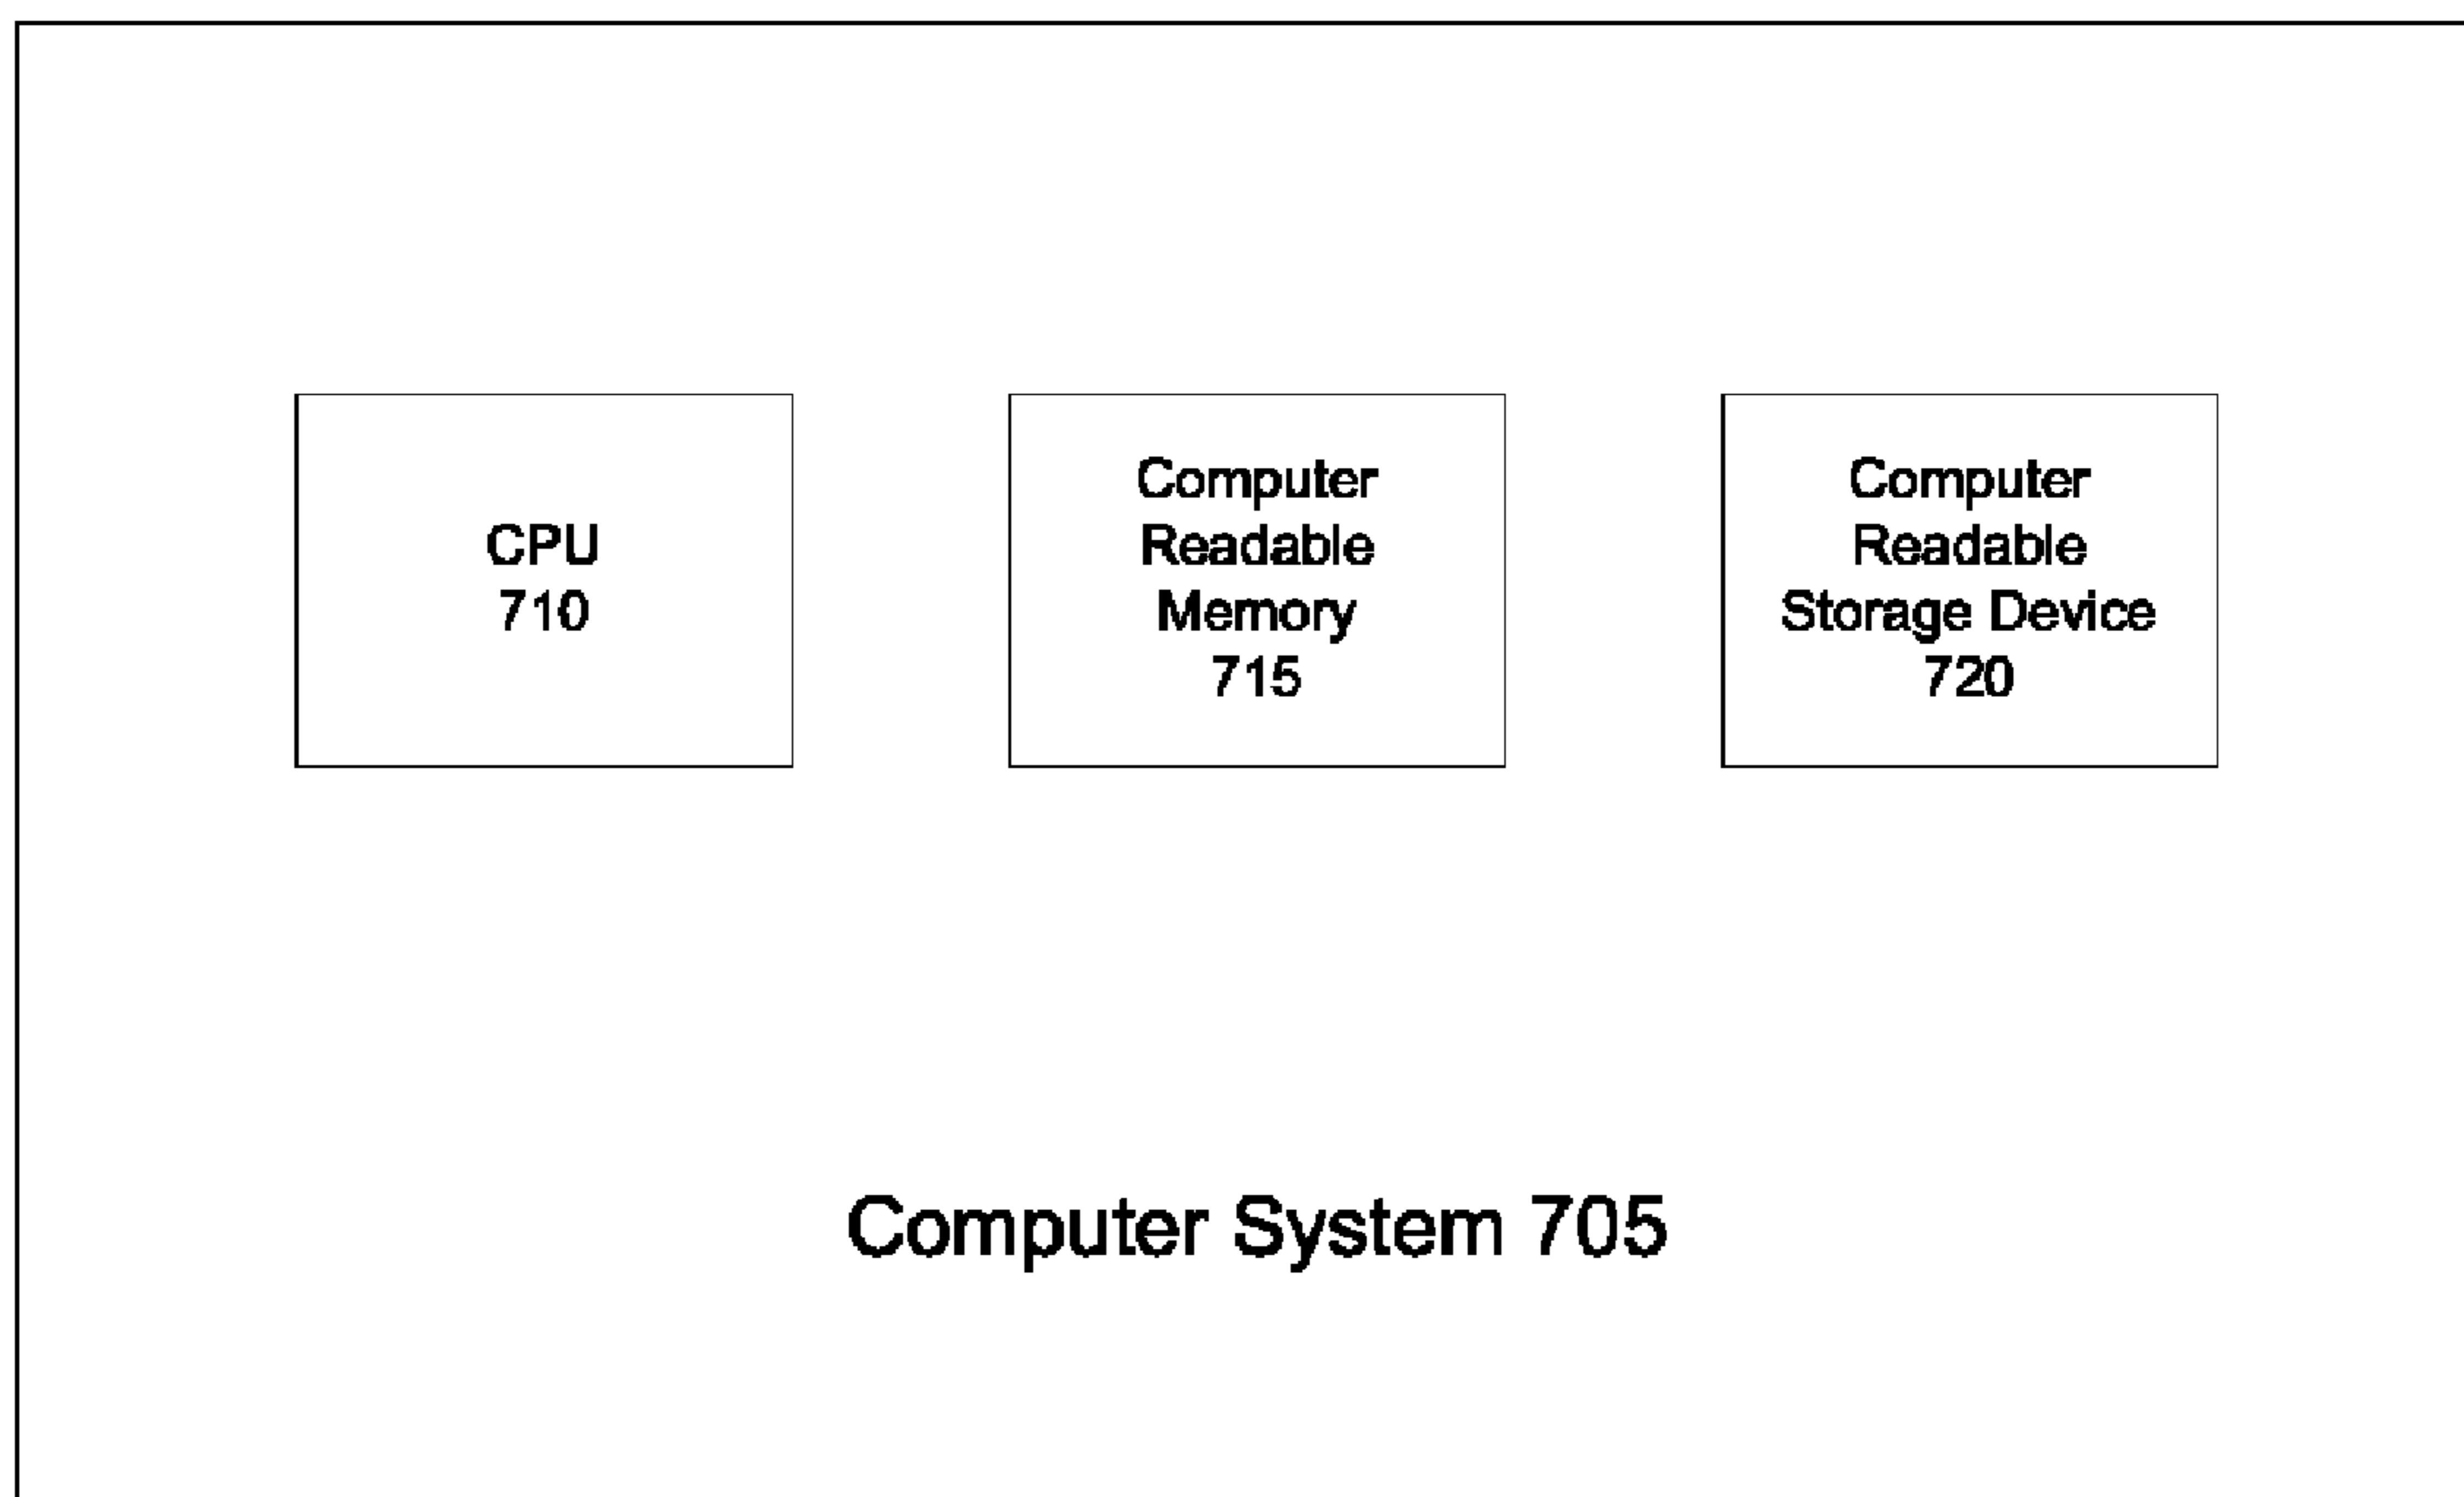 CPU
710
Computer
Readable
Memory
715
Computer
Readable
Storage Device
720
Computer System 705